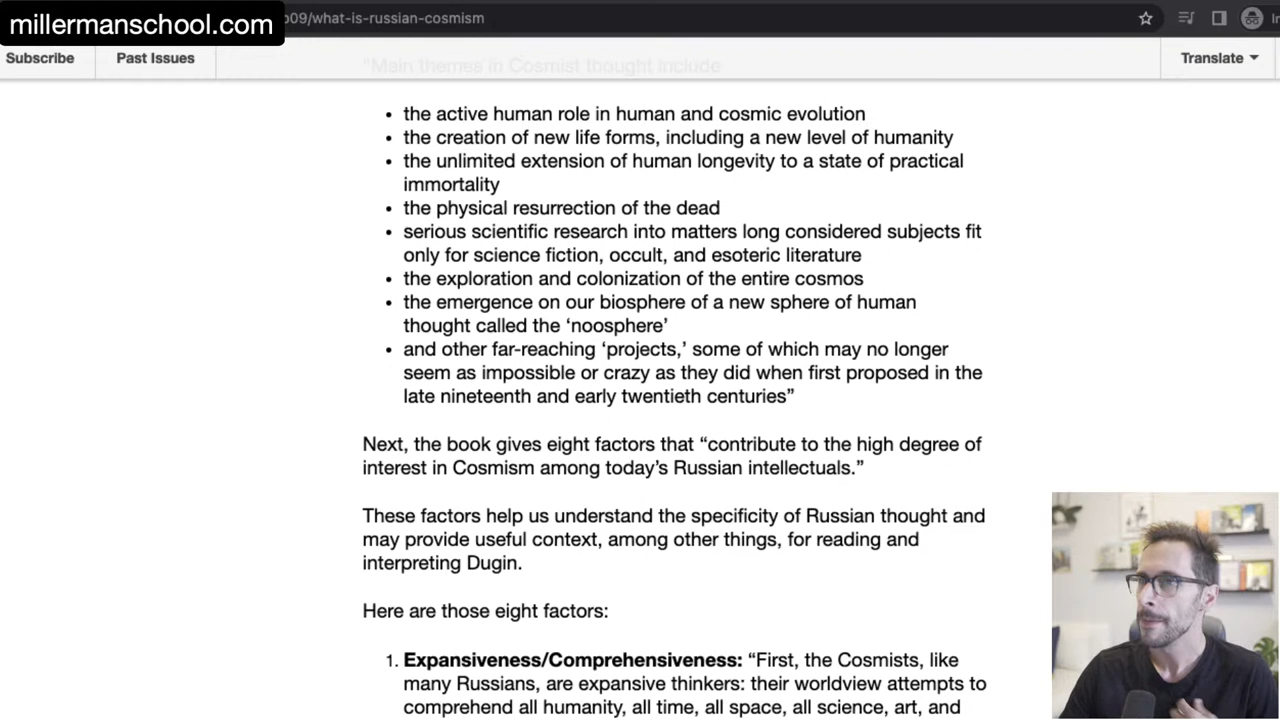 millermanschool.com
b09/what-is-russian-cosmism
Subscribe
Past Issues
Translate
"Main themes in Cosmist thought include
• the active human role in human and cosmic evolution
• the creation of new life forms, including a new level of humanity
• the unlimited extension of human longevity to a state of practical
immortality
• the physical resurrection of the dead
• serious scientific research into matters long considered subjects fit
only for science fiction, occult, and esoteric literature
• the exploration and colonization of the entire cosmos
• the emergence on our biosphere of a new sphere of human
thought called the ‘noosphere’
• and other far-reaching ‘projects,’ some of which may no longer
seem as impossible or crazy as they did when first proposed in the
late nineteenth and early twentieth centuries”
Next, the book gives eight factors that “contribute to the high degree of
interest in Cosmism among today’s Russian intellectuals.”
These factors help us understand the specificity of Russian thought and
may provide useful context, among other things, for reading and
interpreting Dugin.
Here are those eight factors:
1. Expansiveness/Comprehensiveness: “First, the Cosmists, like
many Russians, are expansive thinkers: their worldview attempts to
comprehend all humanity, all time, all space, all science, art, and